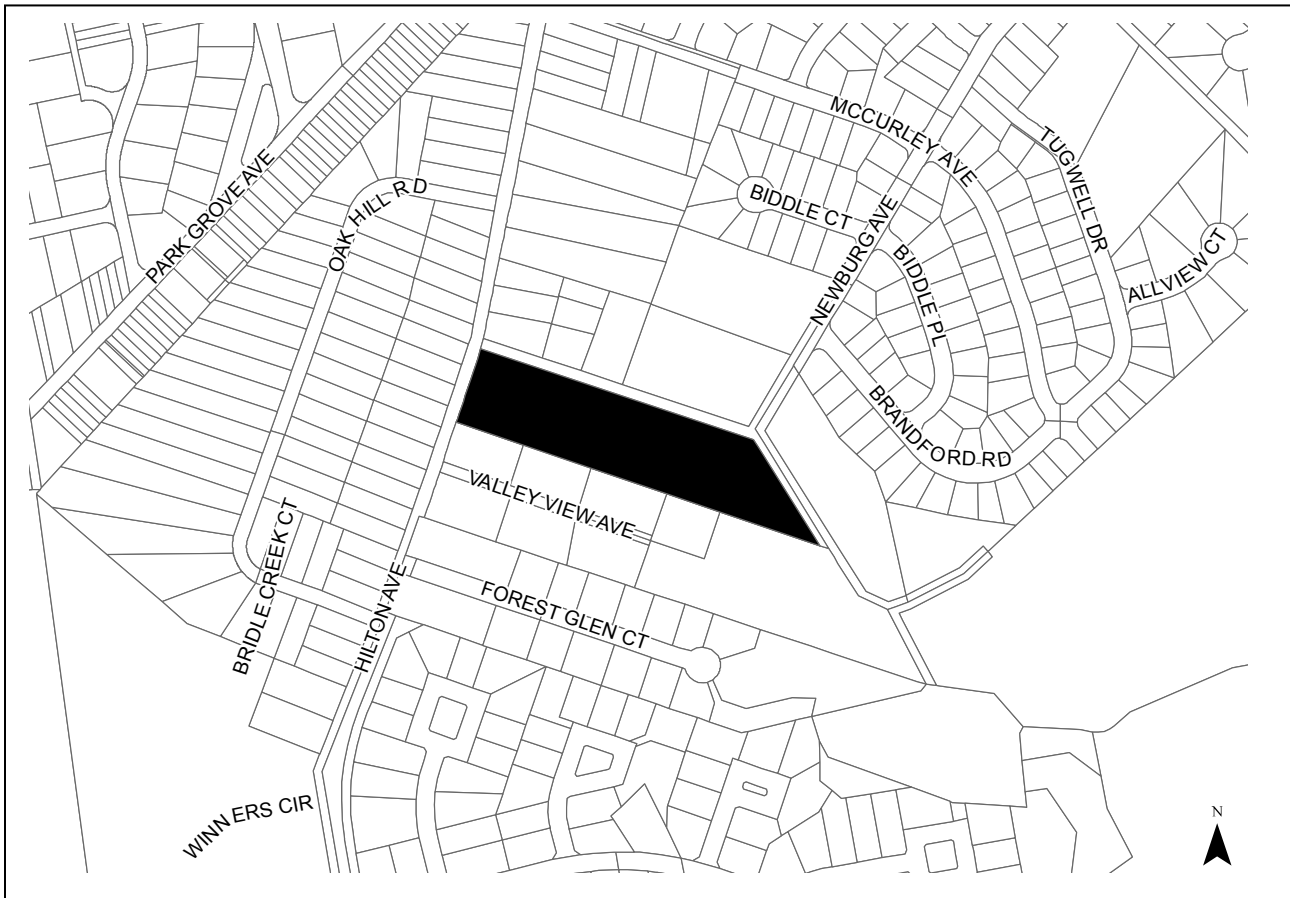 MCCURLEY AVE
TUGWELL DR
PARK GROVE AVE
OAK HILL RD
BIDDLE CT
NEWBURG AVE
BIDDLE PL
ALLVIEW CT
BRANDFORD RD
VALLEY VIEW AVE
BRIDLE CREEK CT
HILTON AVE
FOREST GLEN CT
WINNERS CIR
N